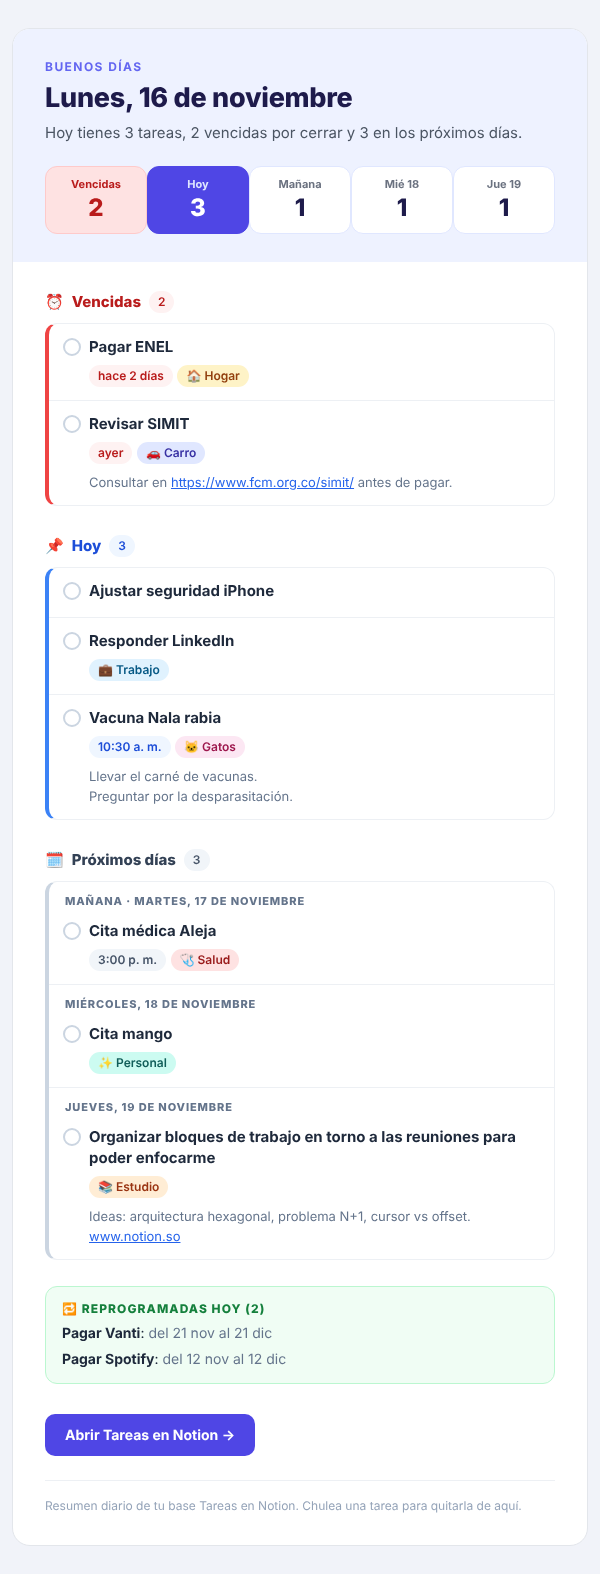 BUENOS DÍAS
Lunes, 16 de noviembre
Hoy tienes 3 tareas, 2 vencidas por cerrar y 3 en los próximos días.
Vencidas
2
Hoy
3
Mañana
1
Mié 18
1
Jue 19
1
⏰ Vencidas 2
Pagar ENEL
hace 2 días 🏠 Hogar
Revisar SIMIT
ayer 🚗 Carro
Consultar en https://www.fcm.org.co/simit/ antes de pagar.
📌 Hoy 3
Ajustar seguridad iPhone
Responder LinkedIn
💼 Trabajo
Vacuna Nala rabia
10:30 a. m. 🐱 Gatos
Llevar el carné de vacunas.
Preguntar por la desparasitación.
🗓️ Próximos días 3
MAÑANA · MARTES, 17 DE NOVIEMBRE
Cita médica Aleja
3:00 p. m. 🩺 Salud
MIÉRCOLES, 18 DE NOVIEMBRE
Cita mango
✨ Personal
JUEVES, 19 DE NOVIEMBRE
Organizar bloques de trabajo en torno a las reuniones para
poder enfocarme
📚 Estudio
Ideas: arquitectura hexagonal, problema N+1, cursor vs offset.
www.notion.so
🔁 REPROGRAMADAS HOY (2)
Pagar Vanti: del 21 nov al 21 dic
Pagar Spotify: del 12 nov al 12 dic
Abrir Tareas en Notion →
Resumen diario de tu base Tareas en Notion. Chulea una tarea para quitarla de aquí.